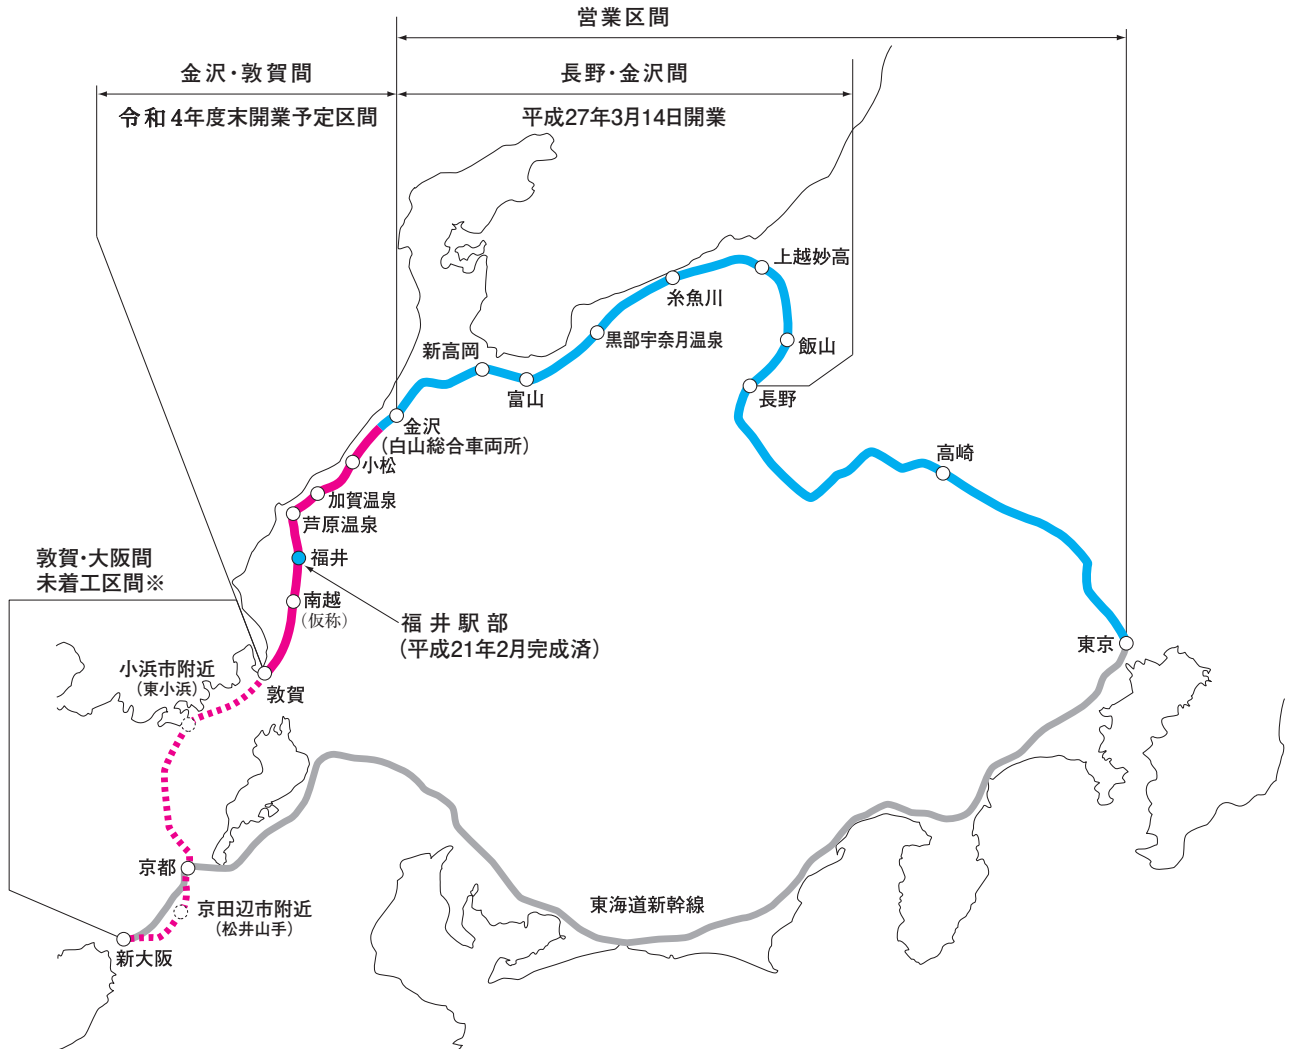 営業区間
金沢・敦賀間
長野・金沢間
令和4年度末開業予定区間
平成27年3月14日開業
上越妙高
糸魚川
黒部宇奈月温泉
飯山
新高岡
富山
長野
金沢
(白山総合車両所)
高崎
小松
加賀温泉
芦原温泉
福井
敦賀・大阪間
未着工区間※
南越
(仮称)
福井駅部
(平成21年2月完成済)
東京
小浜市附近
(東小浜)
敦賀
京都
京田辺市附近
(松井山手)
東海道新幹線
新大阪